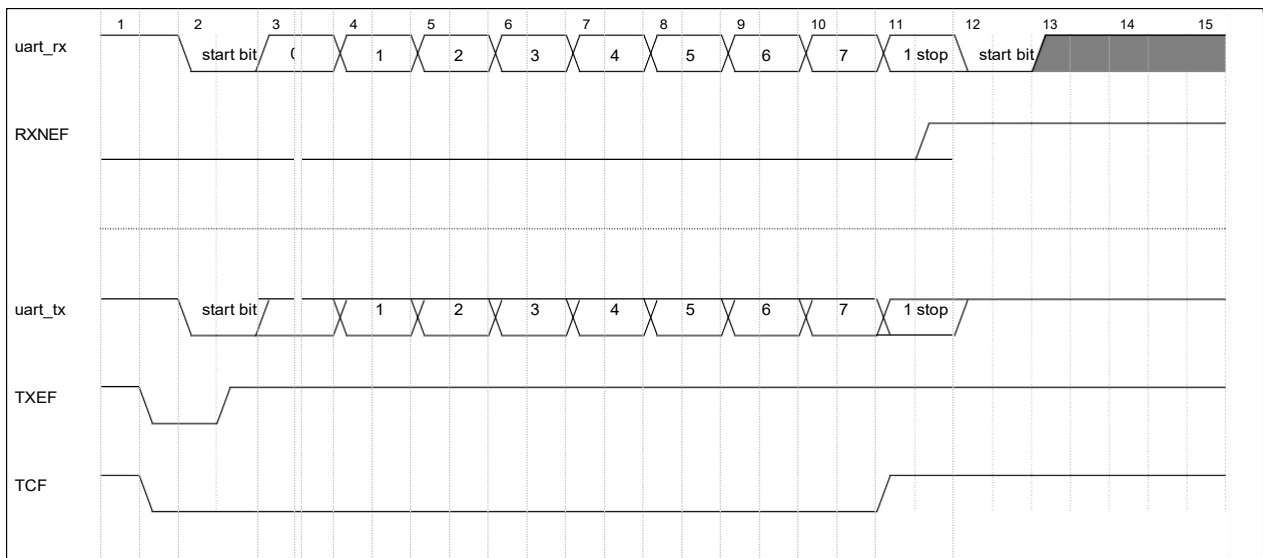 1 2 3 4 5 6 7 8 9 10 11 12 13 14 15
uart_rx start bit 0 1 2 3 4 5 6 7 1 stop start bit
RXNEF
uart_tx start bit 1 2 3 4 5 6 7 1 stop
TXEF
TCF